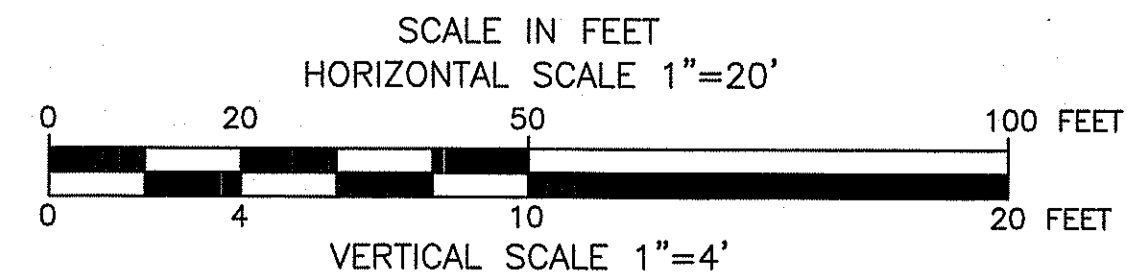 SCALE IN FEET
HORIZONTAL SCALE 1"=20'
0 20 50 100 FEET
0 4 10 20 FEET
VERTICAL SCALE 1"=4'